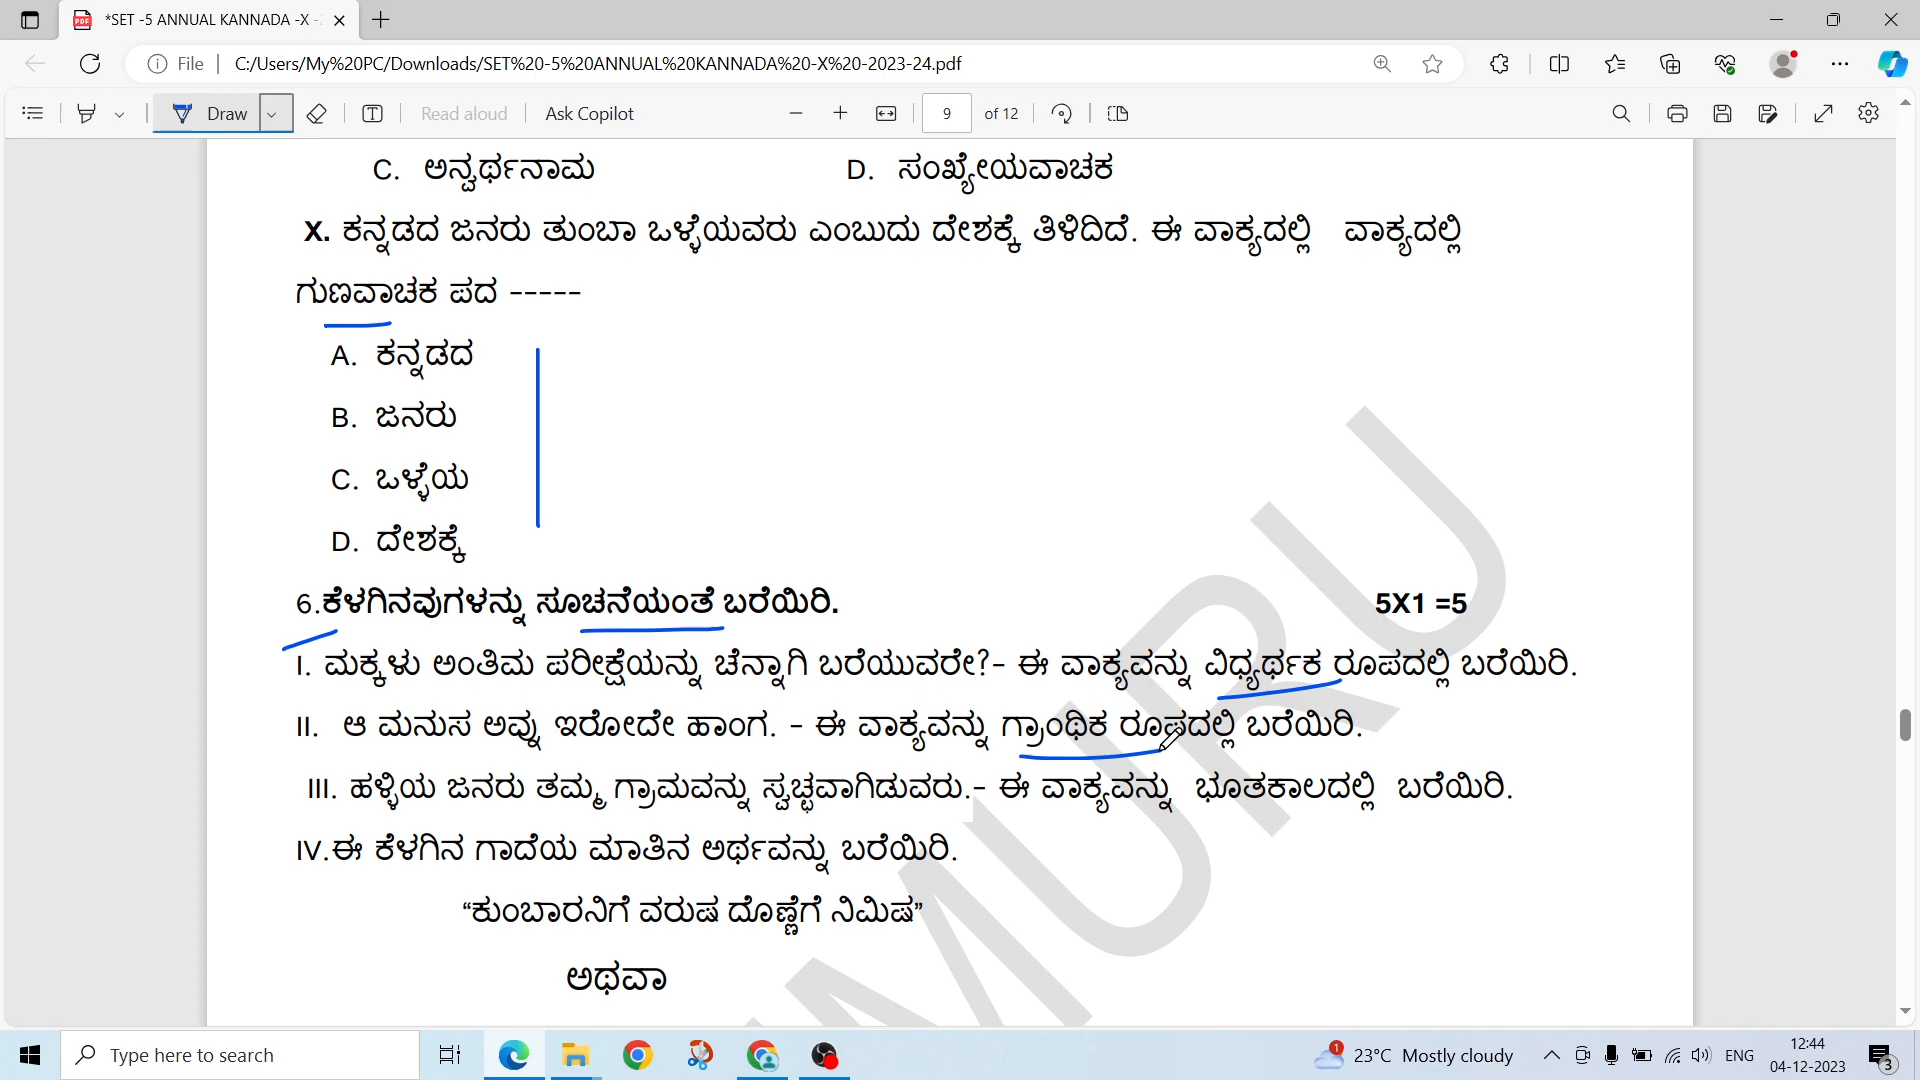 *SET -5 ANNUAL KANNADA -X -2
File
C:/Users/My%20PC/Downloads/SET%20-5%20ANNUAL%20KANNADA%20-X%20-2023-24.pdf
Draw
Read aloud
Ask Copilot
9 of 12
C. ಅನ್ವರ್ಥನಾಮ D. ಸಂಖ್ಯೇಯವಾಚಕ
X. ಕನ್ನಡದ ಜನರು ತುಂಬಾ ಒಳ್ಳೆಯವರು ಎಂಬುದು ದೇಶಕ್ಕೆ ತಿಳಿದಿದೆ. ಈ ವಾಕ್ಯದಲ್ಲಿ ವಾಕ್ಯದಲ್ಲಿ
ಗುಣವಾಚಕ ಪದ -----
A. ಕನ್ನಡದ
B. ಜನರು
C. ಒಳ್ಳೆಯ
D. ದೇಶಕ್ಕೆ
6.ಕೆಳಗಿನವುಗಳನ್ನು ಸೂಚನೆಯಂತೆ ಬರೆಯಿರಿ. 5X1 =5
I. ಮಕ್ಕಳು ಅಂತಿಮ ಪರೀಕ್ಷೆಯನ್ನು ಚೆನ್ನಾಗಿ ಬರೆಯುವರೇ?- ಈ ವಾಕ್ಯವನ್ನು ವಿಧ್ಯರ್ಥಕ ರೂಪದಲ್ಲಿ ಬರೆಯಿರಿ.
II. ಆ ಮನುಸ ಅವ್ನು ಇರೋದೇ ಹಾಂಗ. - ಈ ವಾಕ್ಯವನ್ನು ಗ್ರಾಂಥಿಕ ರೂಪದಲ್ಲಿ ಬರೆಯಿರಿ.
III. ಹಳ್ಳಿಯ ಜನರು ತಮ್ಮ ಗ್ರಾಮವನ್ನು ಸ್ವಚ್ಛವಾಗಿಡುವರು.- ಈ ವಾಕ್ಯವನ್ನು ಭೂತಕಾಲದಲ್ಲಿ ಬರೆಯಿರಿ.
IV.ಈ ಕೆಳಗಿನ ಗಾದೆಯ ಮಾತಿನ ಅರ್ಥವನ್ನು ಬರೆಯಿರಿ.
“ಕುಂಬಾರನಿಗೆ ವರುಷ ದೊಣ್ಣೆಗೆ ನಿಮಿಷ”
ಅಥವಾ
MURU
Type here to search
1
23°C Mostly cloudy
ENG
12:44
04-12-2023
3